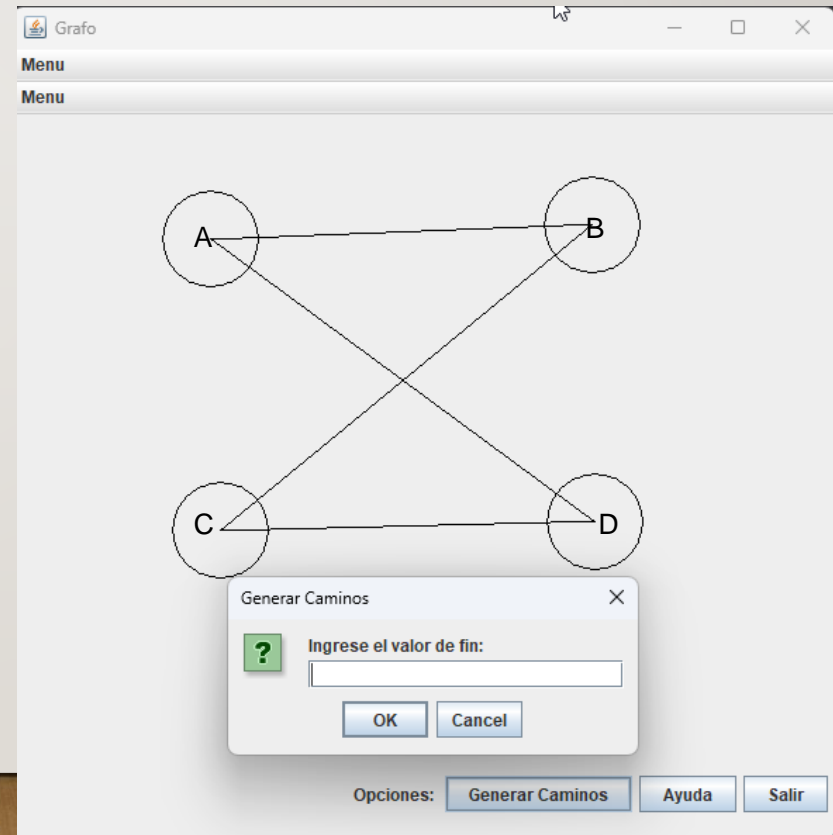 Grafo
Menu
Menu
A
B
C
D
Generar Caminos
Ingrese el valor de fin:
OK Cancel
Opciones: Generar Caminos Ayuda Salir